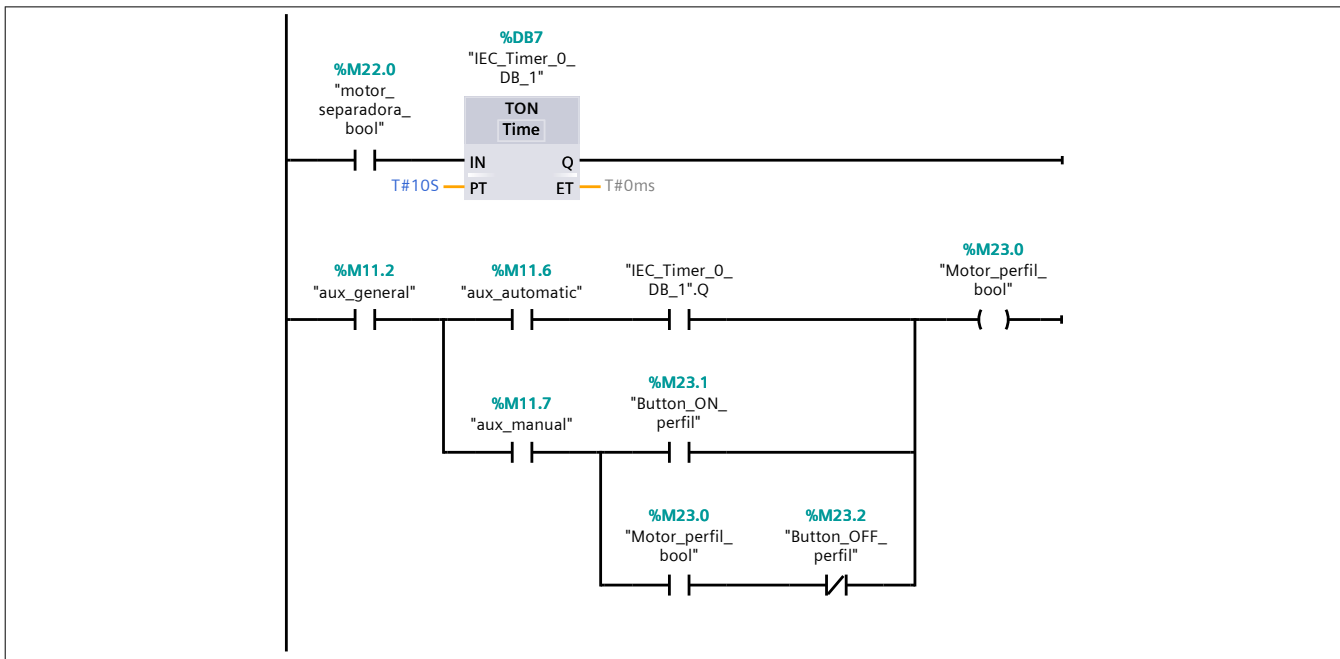 %DB7
"IEC_Timer_0_
DB_1"
%M22.0
"motor_
separadora_
bool"
TON
Time
IN
Q
T#10S
PT
ET
T#0ms
%M11.2
"aux_general"
%M11.6
"aux_automatic"
"IEC_Timer_0_
DB_1".Q
%M23.0
"Motor_perfil_
bool"
%M11.7
"aux_manual"
%M23.1
"Button_ON_
perfil"
%M23.0
"Motor_perfil_
bool"
%M23.2
"Button_OFF_
perfil"